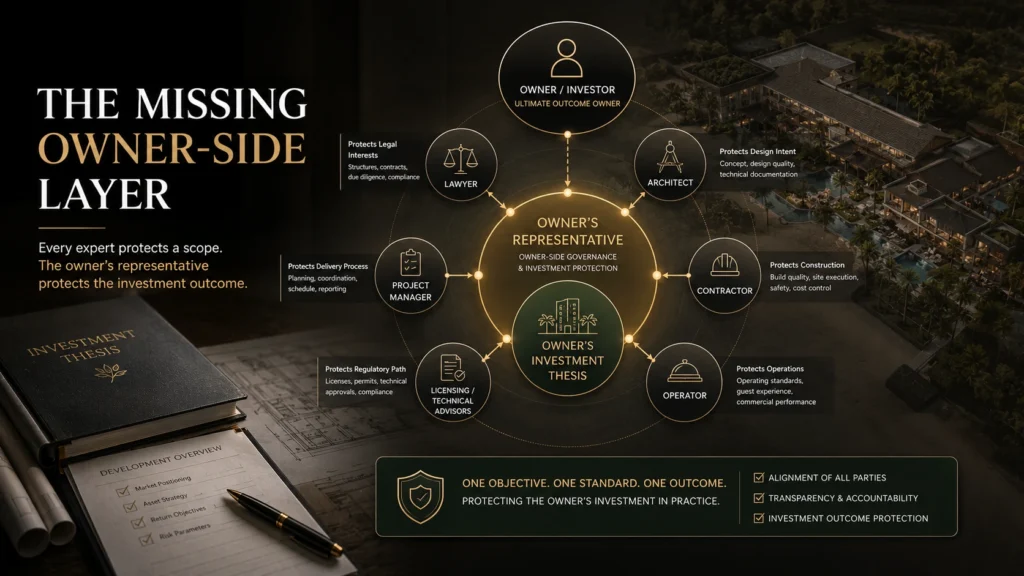 THE MISSING
OWNER-SIDE
LAYER
Every expert protects a scope.
The owner's representative
protects the investment outcome.
OWNER / INVESTOR
ULTIMATE OUTCOME OWNER
Protects Legal
Interests
Structures, contracts,
due diligence, compliance
LAWYER
ARCHITECT
Protects Design Intent
Concept, design quality,
technical documentation
OWNER'S
REPRESENTATIVE
OWNER-SIDE GOVERNANCE
& INVESTMENT PROTECTION
Protects Delivery Process
Planning, coordination,
schedule, reporting
PROJECT
MANAGER
CONTRACTOR
Protects Construction
Build quality, site execution,
safety, cost control
OWNER'S
INVESTMENT
THESIS
Protects Regulatory Path
Licenses, permits, technical
approvals, compliance
LICENSING /
TECHNICAL
ADVISORS
OPERATOR
Protects Operations
Operating standards,
guest experience,
commercial performance
INVESTMENT
THESIS
DEVELOPMENT OVERVIEW
Market Positioning
Asset Strategy
Return Objectives
Risk Parameters
ONE OBJECTIVE. ONE STANDARD. ONE OUTCOME.
PROTECTING THE OWNER'S INVESTMENT IN PRACTICE.
ALIGNMENT OF ALL PARTIES
TRANSPARENCY & ACCOUNTABILITY
INVESTMENT OUTCOME PROTECTION